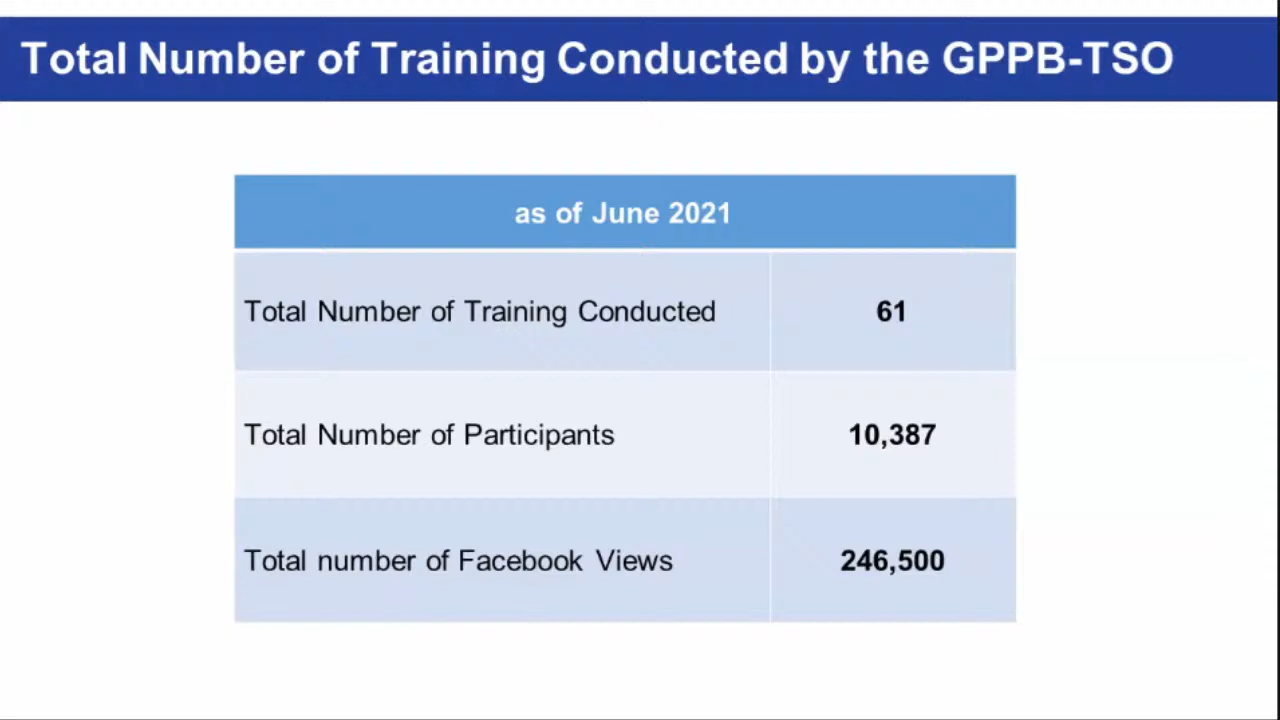 Total Number of Training Conducted by the GPPB-TSO
as of June 2021
Total Number of Training Conducted 61
Total Number of Participants 10,387
Total number of Facebook Views 246,500